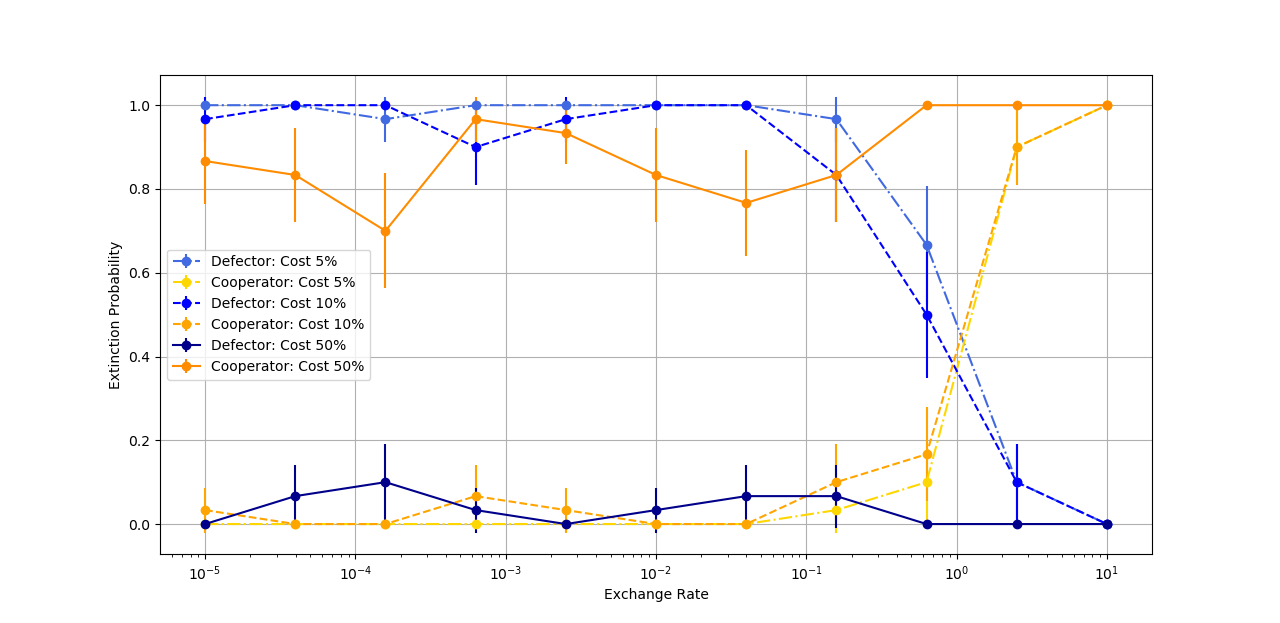 1.0
0.8
0.6
0.4
0.2
0.0
Extinction Probability
Defector: Cost 5%
Cooperator: Cost 5%
Defector: Cost 10%
Cooperator: Cost 10%
Defector: Cost 50%
Cooperator: Cost 50%
10⁻⁵ 10⁻⁴ 10⁻³ 10⁻² 10⁻¹ 10⁰ 10¹
Exchange Rate